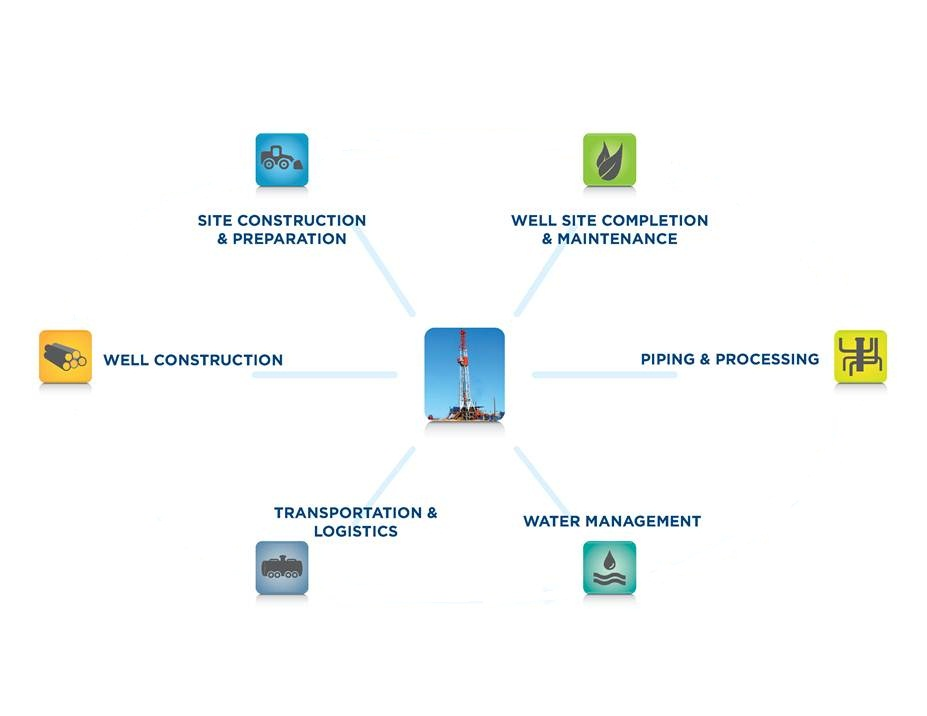 SITE CONSTRUCTION
& PREPARATION
WELL SITE COMPLETION
& MAINTENANCE
WELL CONSTRUCTION
PIPING & PROCESSING
TRANSPORTATION &
LOGISTICS
WATER MANAGEMENT